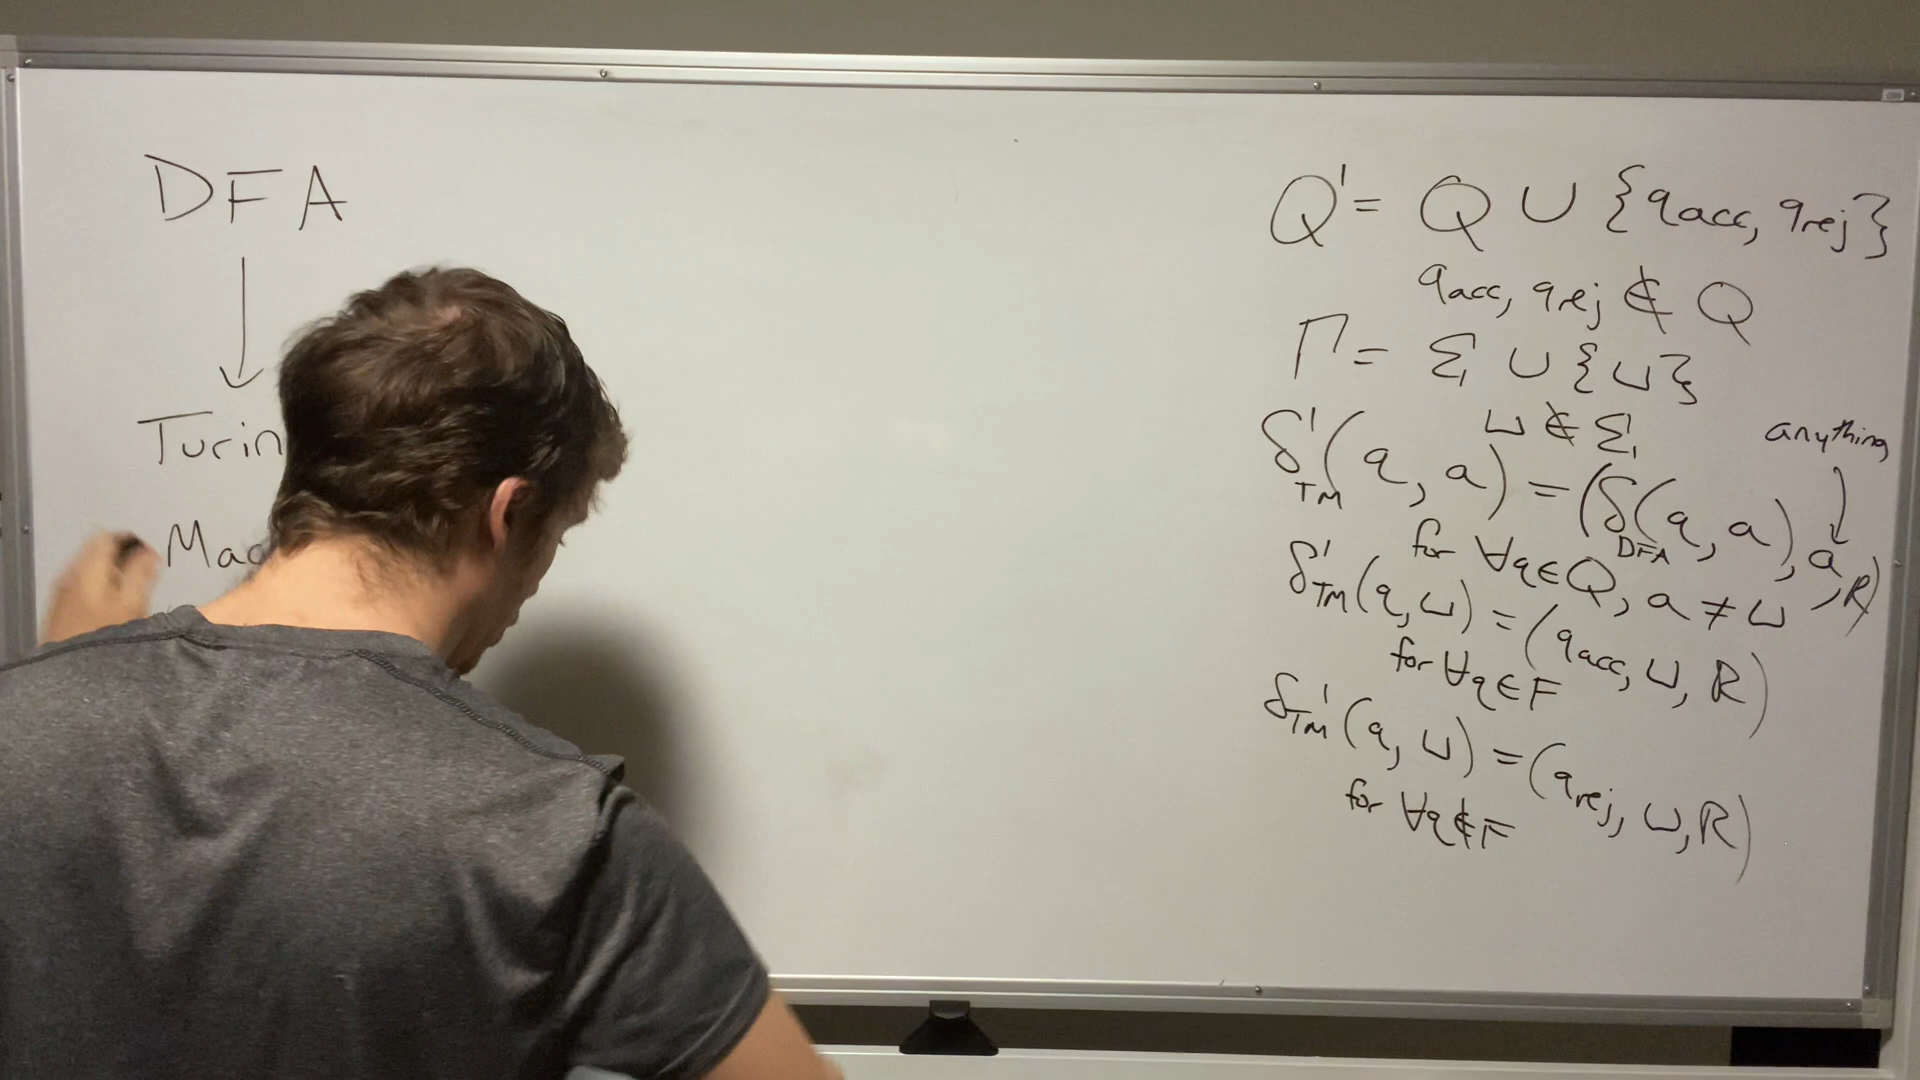 DFA
↓
Turin
Mac
Q' = Q ∪ {qacc, qrej}
qacc, qrej ∉ Q
Γ = Σ ∪ {⊔}
⊔ ∉ Σ
anything
↓
δ'TM(q, a) = (δDFA(q, a), a, R)
for ∀q∈Q, a ≠ ⊔
δ'TM(q, ⊔) = (qacc, ⊔, R)
for ∀q∈F
δ'TM(q, ⊔) = (qrej, ⊔, R)
for ∀q∉F